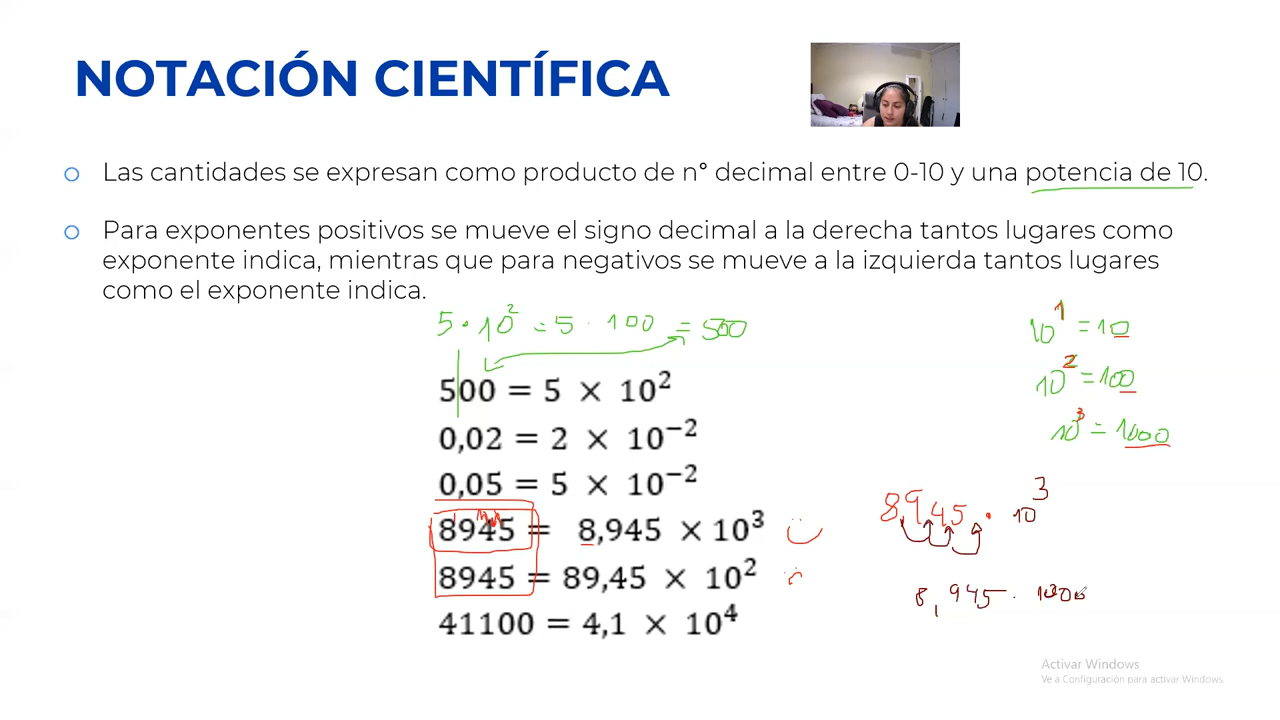 NOTACIÓN CIENTÍFICA
Las cantidades se expresan como producto de n° decimal entre 0-10 y una potencia de 10.
Para exponentes positivos se mueve el signo decimal a la derecha tantos lugares como
exponente indica, mientras que para negativos se mueve a la izquierda tantos lugares
como el exponente indica.
5 · 10² = 5 · 100 = 500
10¹ = 10
10² = 100
10³ = 1000
500 = 5 × 10²
0,02 = 2 × 10⁻²
0,05 = 5 × 10⁻²
8945 = 8,945 × 10³
8945 = 89,45 × 10²
41100 = 4,1 × 10⁴
8,945 · 10³
8,945 · 1000
Activar Windows
Ve a Configuración para activar Windows.